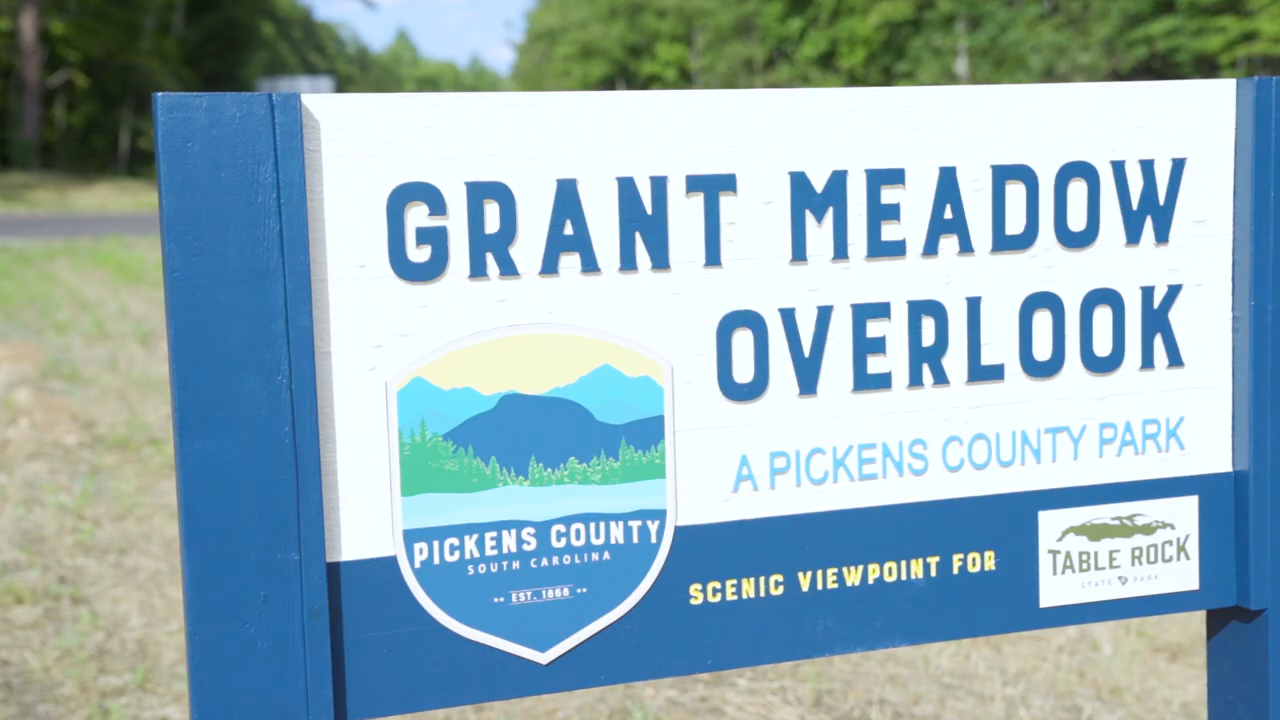 GRANT MEADOW
OVERLOOK
A PICKENS COUNTY PARK
PICKENS COUNTY
SOUTH CAROLINA
EST. 1868
SCENIC VIEWPOINT FOR
TABLE ROCK
STATE PARK